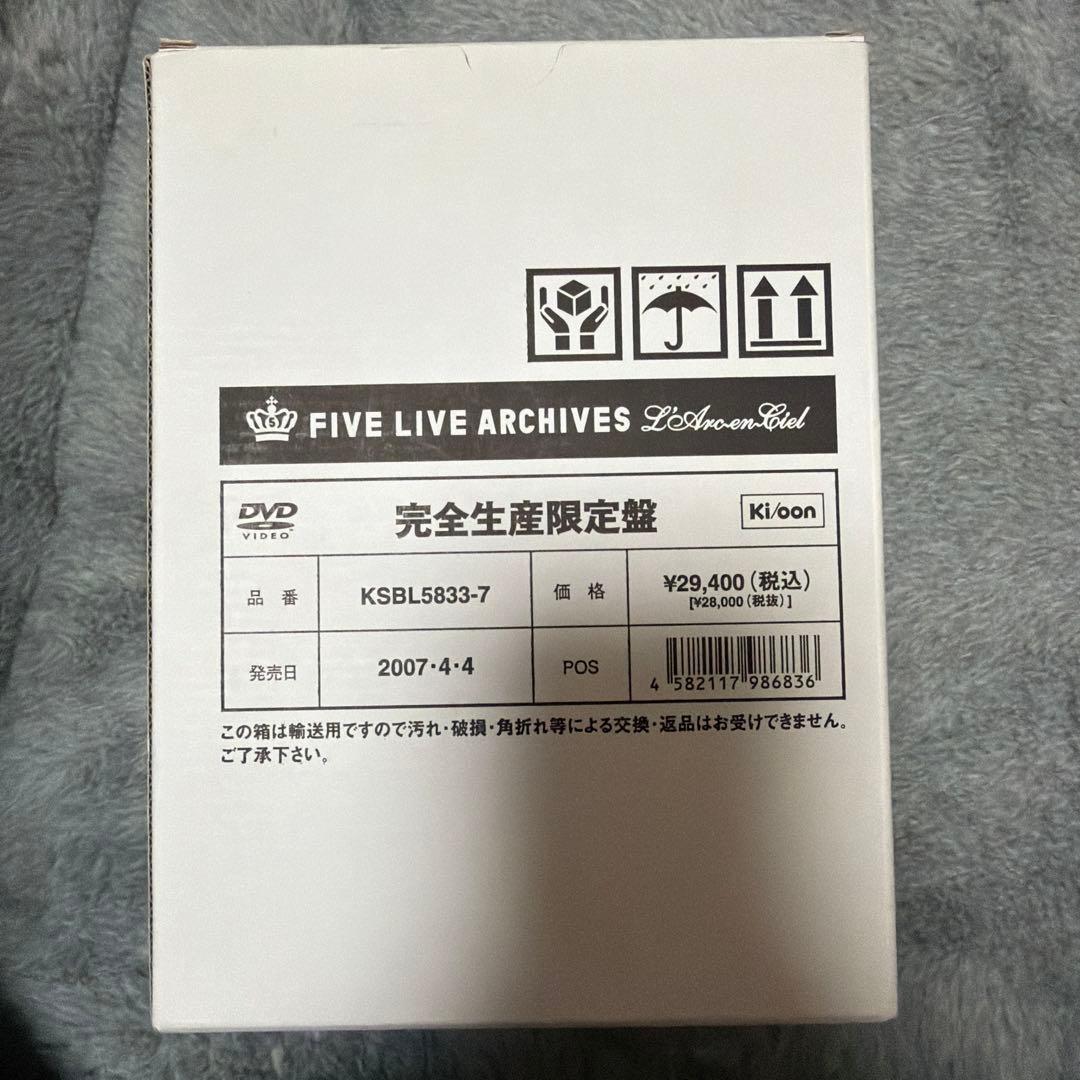 5 FIVE LIVE ARCHIVES L'Arc~en~Ciel
DVD
VIDEO™
完全生産限定盤
Ki/oon
品 番
KSBL5833-7
価 格
¥29,400(税込)
[¥28,000(税抜)]
発売日
2007・4・4
POS
4 582117 986836
この箱は輸送用ですので汚れ・破損・角折れ等による交換・返品はお受けできません。
ご了承下さい。